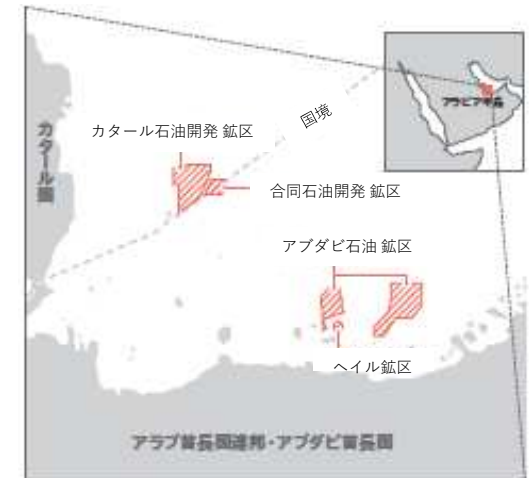 アラビア半島
カタール国
国境
カタール石油開発 鉱区
合同石油開発 鉱区
アブダビ石油 鉱区
ヘイル鉱区
アラブ首長国連邦・アブダビ首長国